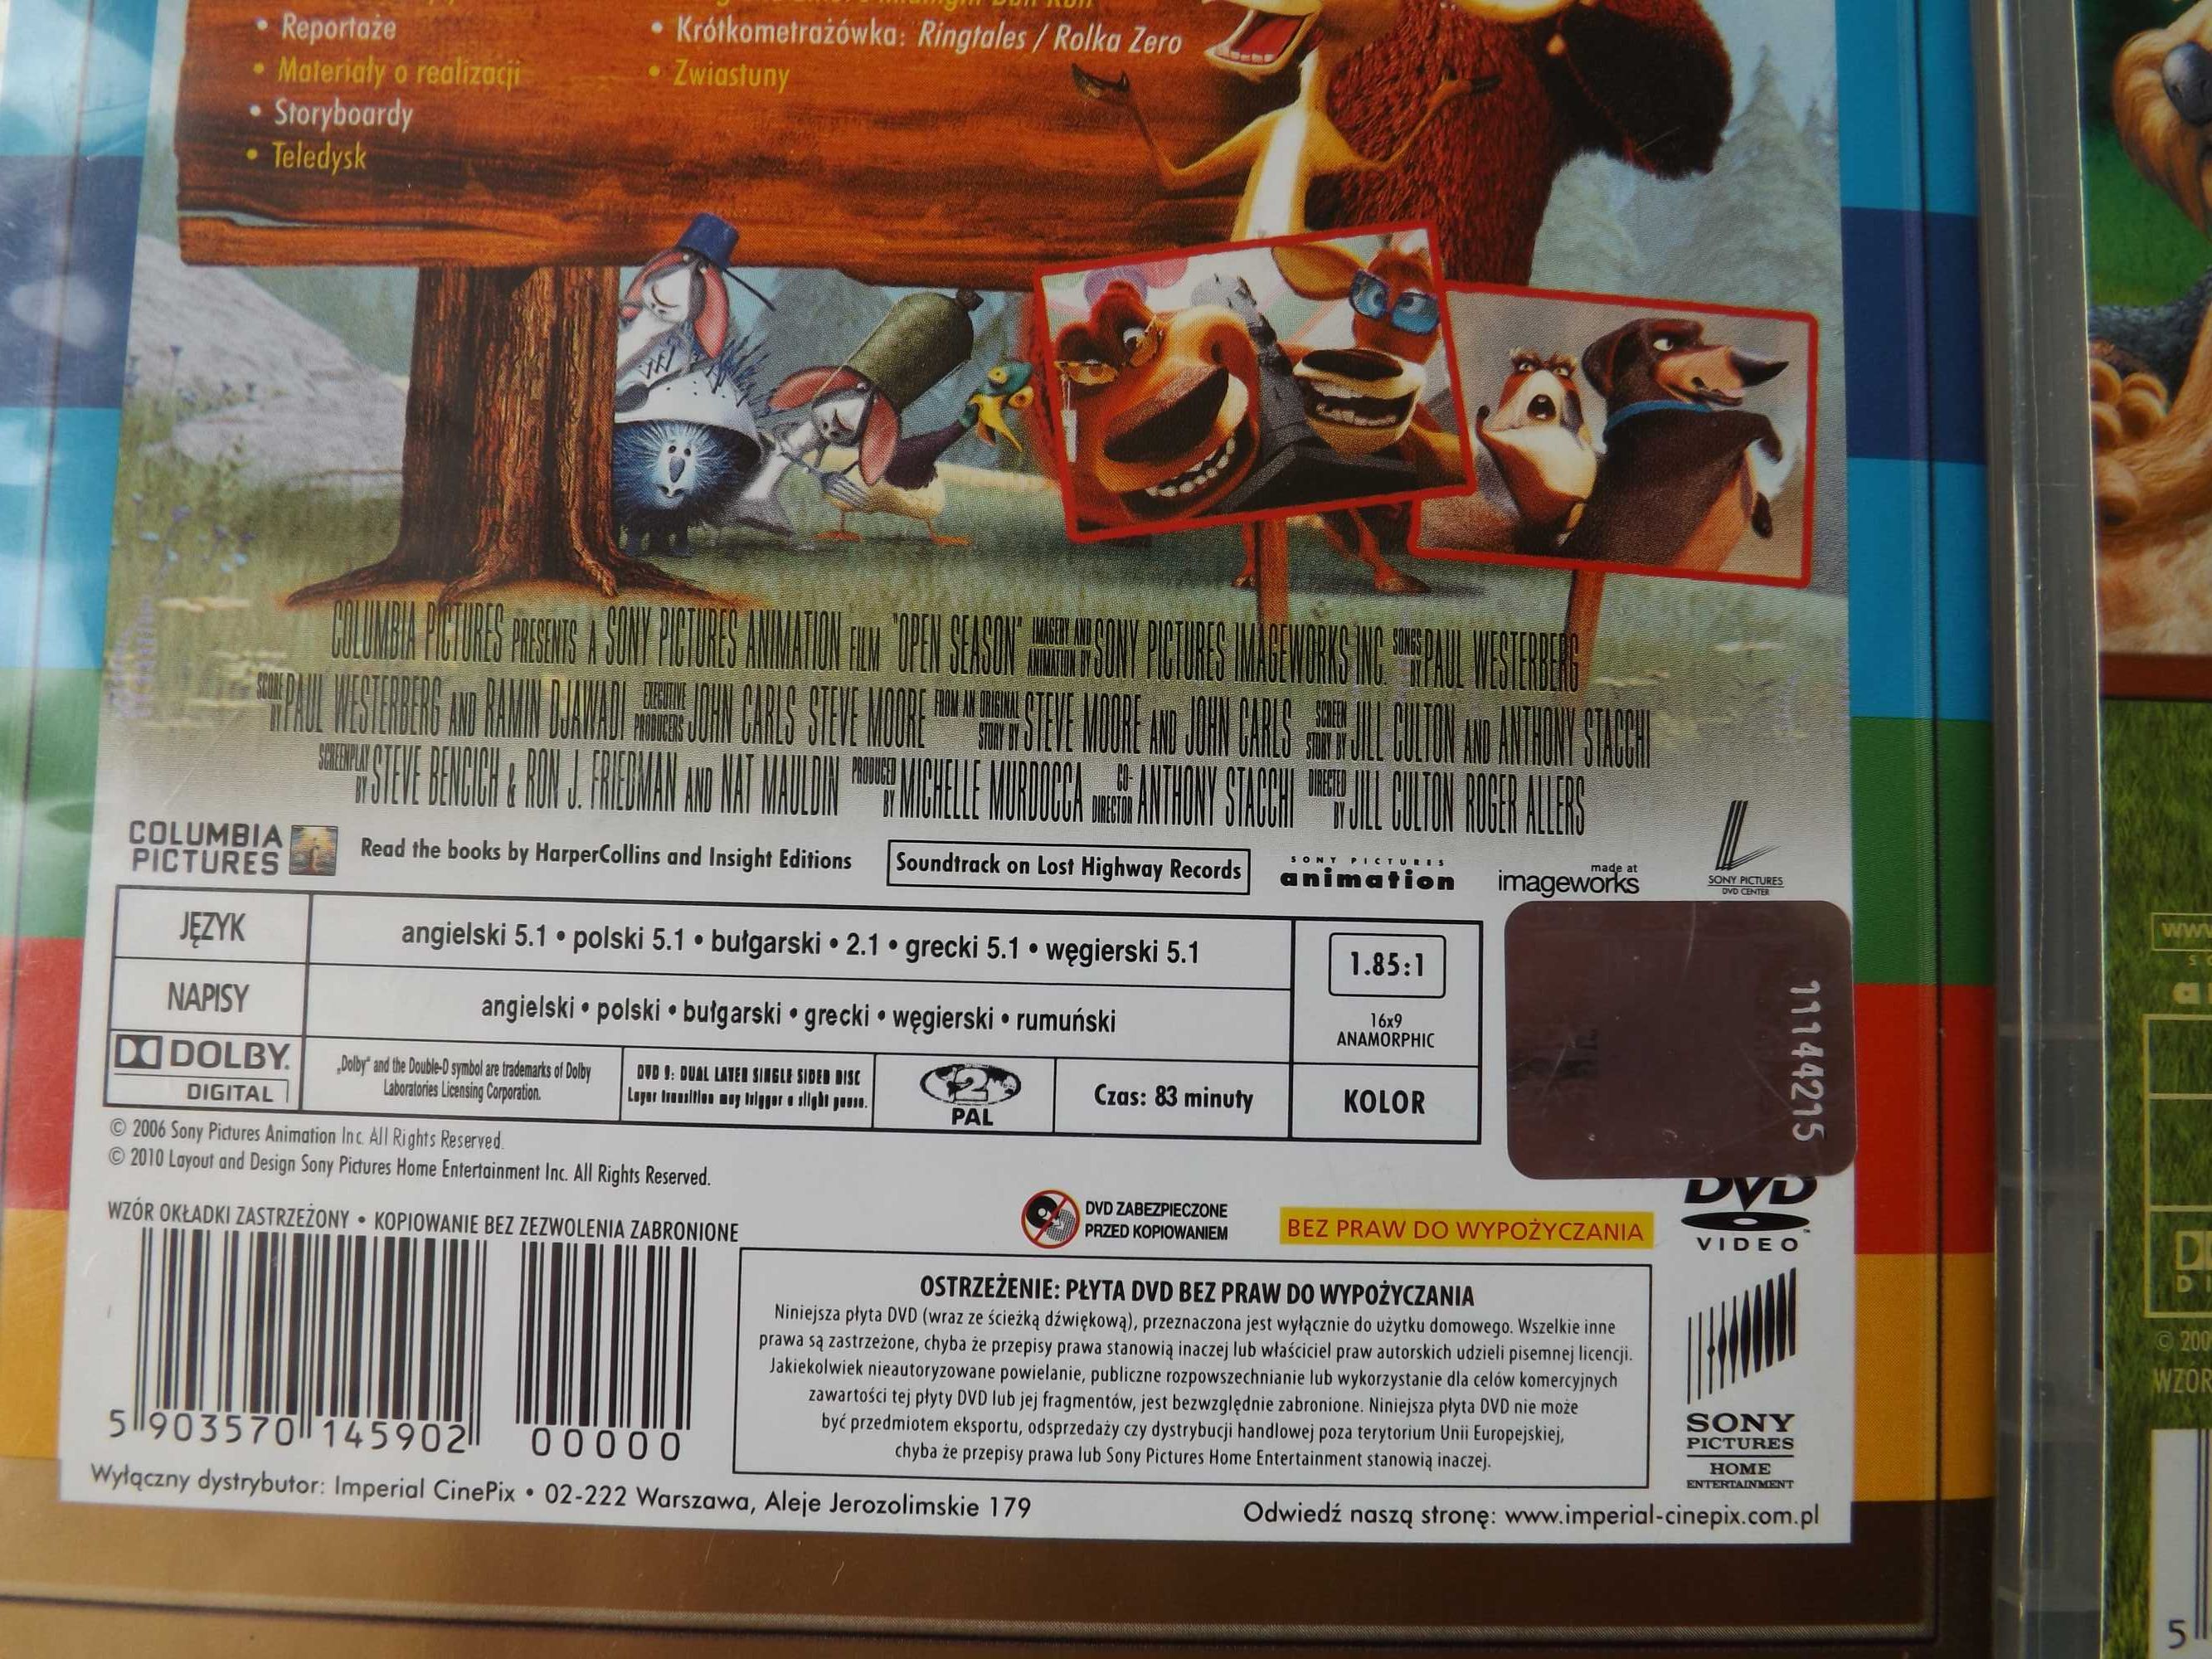 • Reportaże
• Materiały o realizacji
• Storyboardy
• Teledysk
• Krótkometrażówka: Ringtales / Rolka Zero
• Zwiastuny
COLUMBIA PICTURES PRESENTS A SONY PICTURES ANIMATION FILM "OPEN SEASON" IMAGERY AND ANIMATION BY SONY PICTURES IMAGEWORKS INC. SONGS BY PAUL WESTERBERG
SCORE BY PAUL WESTERBERG AND RAMIN DJAWADI EXECUTIVE PRODUCERS JOHN CARLS STEVE MOORE FROM AN ORIGINAL STORY BY STEVE MOORE AND JOHN CARLS SCREEN STORY BY JILL CULTON AND ANTHONY STACCHI
SCREENPLAY BY STEVE BENCICH & RON J. FRIEDMAN AND NAT MAULDIN PRODUCED BY MICHELLE MURDOCCA CO-DIRECTOR ANTHONY STACCHI DIRECTED BY JILL CULTON ROGER ALLERS
COLUMBIA
PICTURES
Read the books by HarperCollins and Insight Editions
Soundtrack on Lost Highway Records
SONY PICTURES
animation
made at
imageworks
SONY PICTURES
DVD CENTER
JĘZYK
angielski 5.1 • polski 5.1 • bułgarski • 2.1 • grecki 5.1 • węgierski 5.1
NAPISY
angielski • polski • bułgarski • grecki • węgierski • rumuński
1.85:1
16x9
ANAMORPHIC
DOLBY.
DIGITAL
„Dolby" and the Double-D symbol are trademarks of Dolby
Laboratories Licensing Corporation.
DVD 9: DUAL LAYER SINGLE SIDED DISC
Layer transition may trigger a slight pause.
2
PAL
Czas: 83 minuty
KOLOR
11144215
© 2006 Sony Pictures Animation Inc. All Rights Reserved.
© 2010 Layout and Design Sony Pictures Home Entertainment Inc. All Rights Reserved.
WZÓR OKŁADKI ZASTRZEŻONY • KOPIOWANIE BEZ ZEZWOLENIA ZABRONIONE
DVD ZABEZPIECZONE
PRZED KOPIOWANIEM
BEZ PRAW DO WYPOŻYCZANIA
DVD
VIDEO
OSTRZEŻENIE: PŁYTA DVD BEZ PRAW DO WYPOŻYCZANIA
Niniejsza płyta DVD (wraz ze ścieżką dźwiękową), przeznaczona jest wyłącznie do użytku domowego. Wszelkie inne
prawa są zastrzeżone, chyba że przepisy prawa stanowią inaczej lub właściciel praw autorskich udzieli pisemnej licencji.
Jakiekolwiek nieautoryzowane powielanie, publiczne rozpowszechnianie lub wykorzystanie dla celów komercyjnych
zawartości tej płyty DVD lub jej fragmentów, jest bezwzględnie zabronione. Niniejsza płyta DVD nie może
być przedmiotem eksportu, odsprzedaży czy dystrybucji handlowej poza terytorium Unii Europejskiej,
chyba że przepisy prawa lub Sony Pictures Home Entertainment stanowią inaczej.
SONY
PICTURES
HOME
ENTERTAINMENT
5 903570 145902
00000
Wyłączny dystrybutor: Imperial CinePix • 02-222 Warszawa, Aleje Jerozolimskie 179
Odwiedź naszą stronę: www.imperial-cinepix.com.pl
www
© 200
WZÓR
5